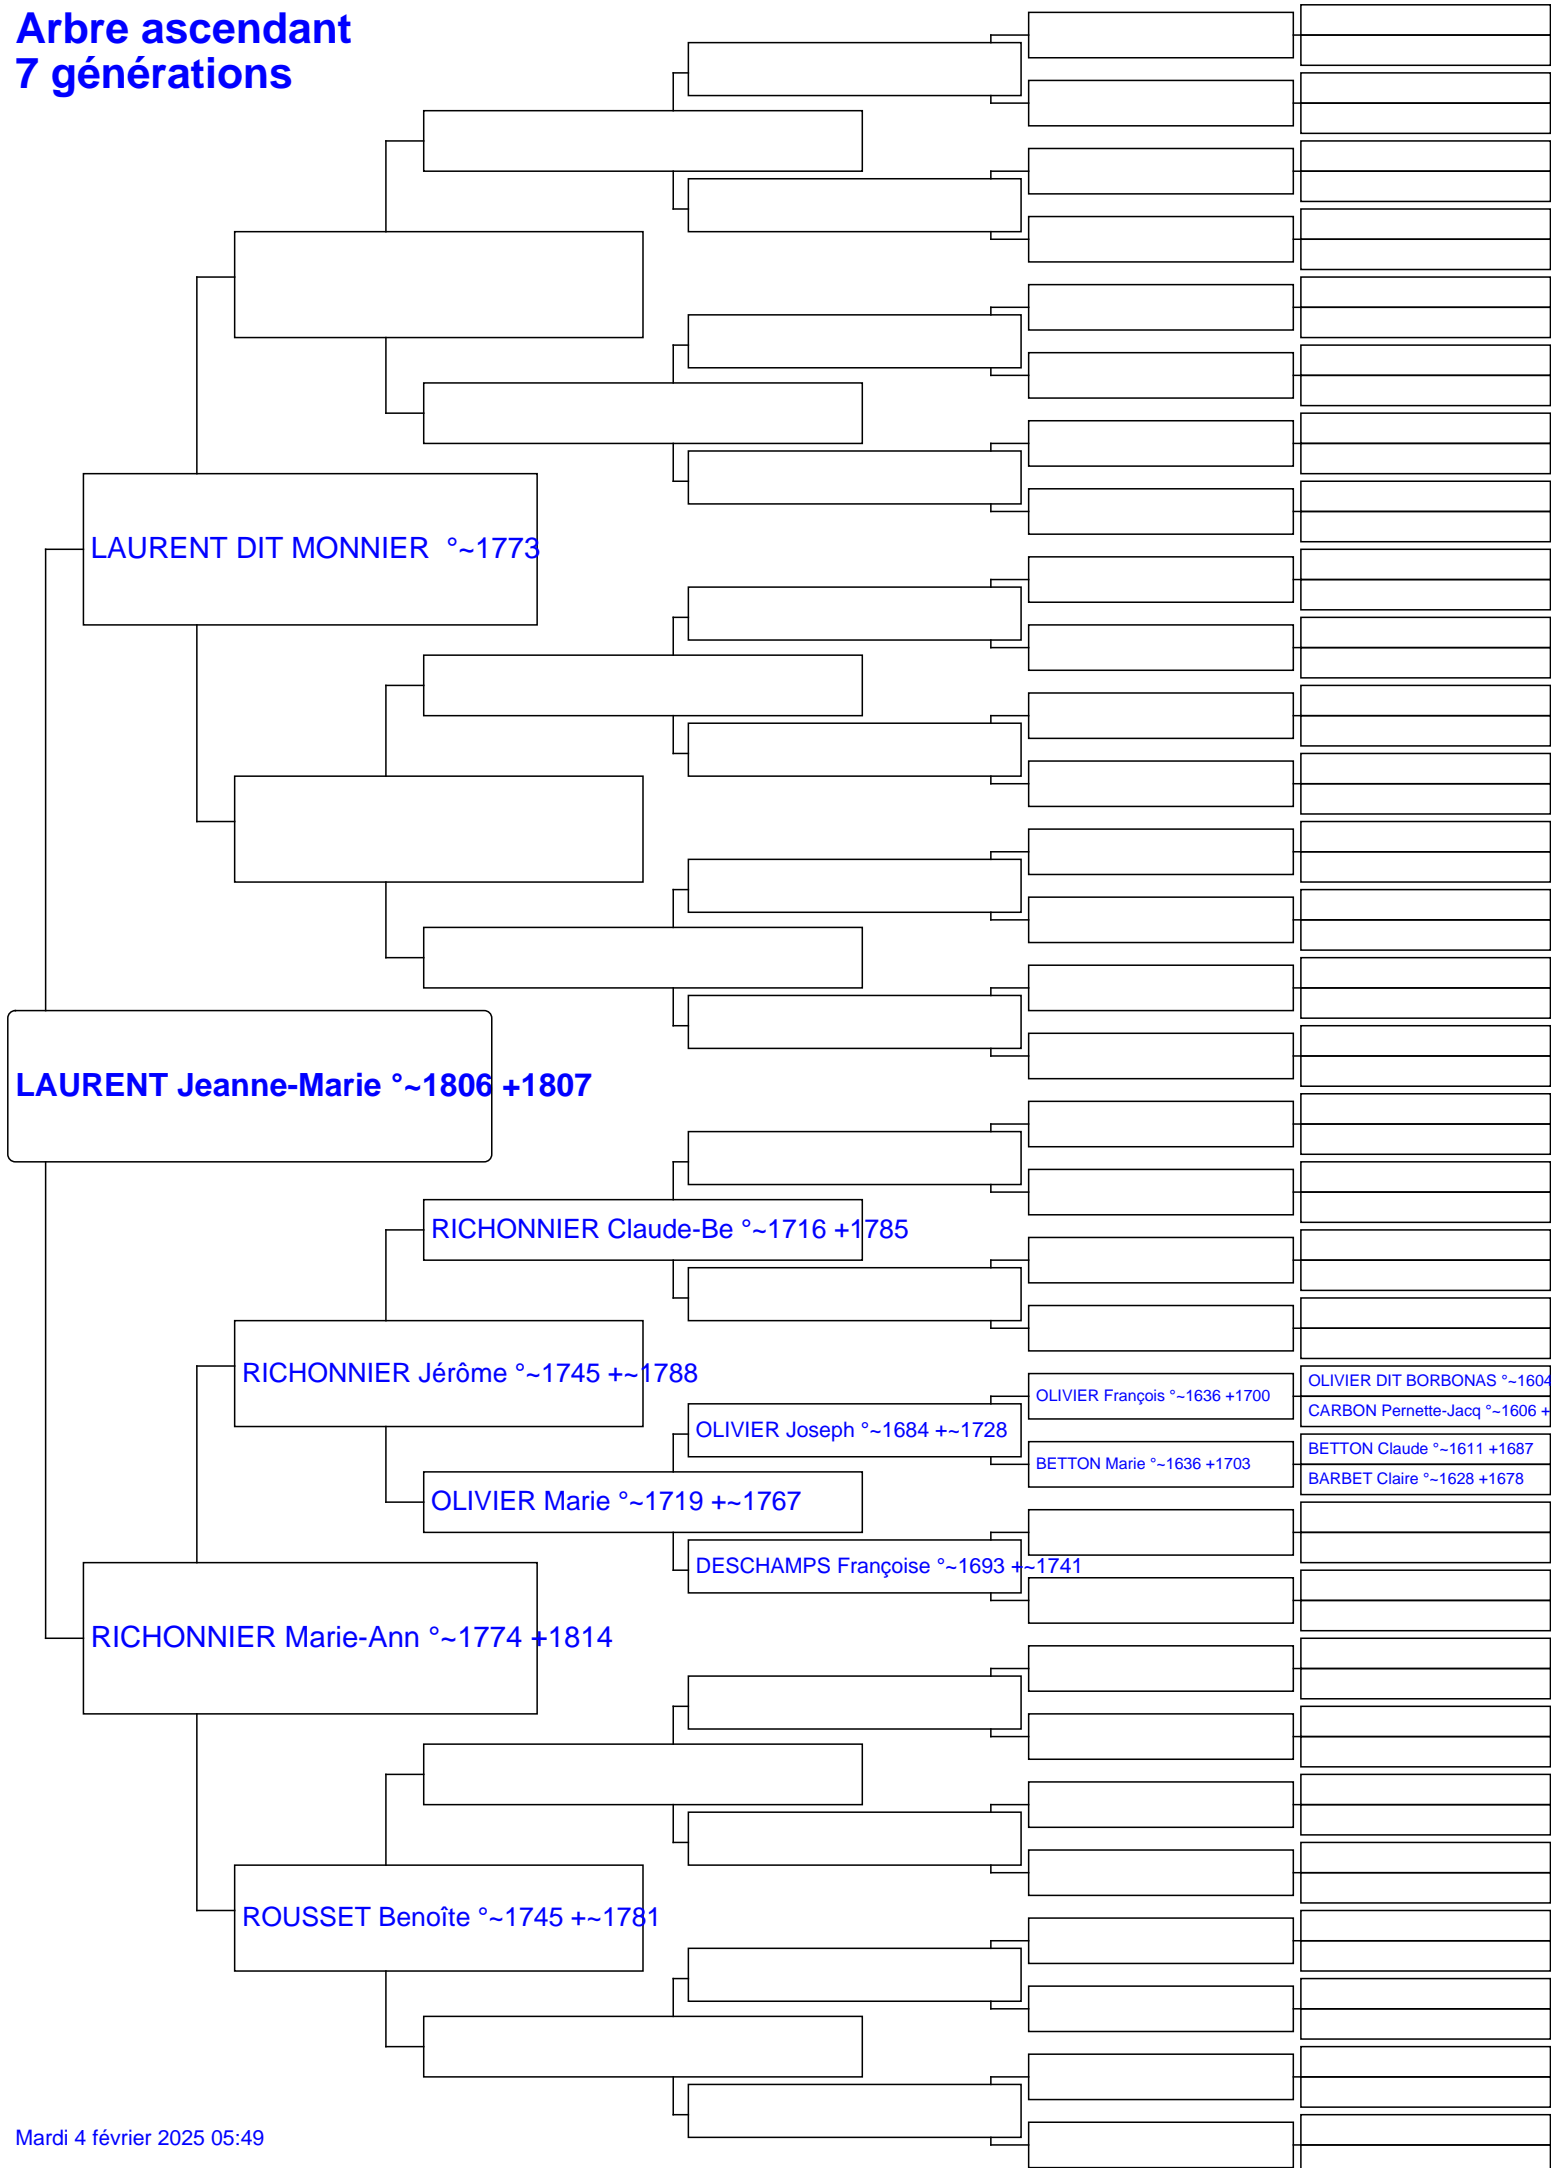 Arbre ascendant
7 générations
LAURENT DIT MONNIER  °~1773
LAURENT Jeanne-Marie °~1806 +1807
RICHONNIER Claude-Be °~1716 +1785
RICHONNIER Jérôme °~1745 +~1788
OLIVIER DIT BORBONAS °~1604
OLIVIER François °~1636 +1700
CARBON Pernette-Jacq °~1606 +
OLIVIER Joseph °~1684 +~1728
BETTON Claude °~1611 +1687
BETTON Marie °~1636 +1703
BARBET Claire °~1628 +1678
OLIVIER Marie °~1719 +~1767
DESCHAMPS Françoise °~1693 +~1741
RICHONNIER Marie-Ann °~1774 +1814
ROUSSET Benoîte °~1745 +~1781
Mardi 4 février 2025 05:49